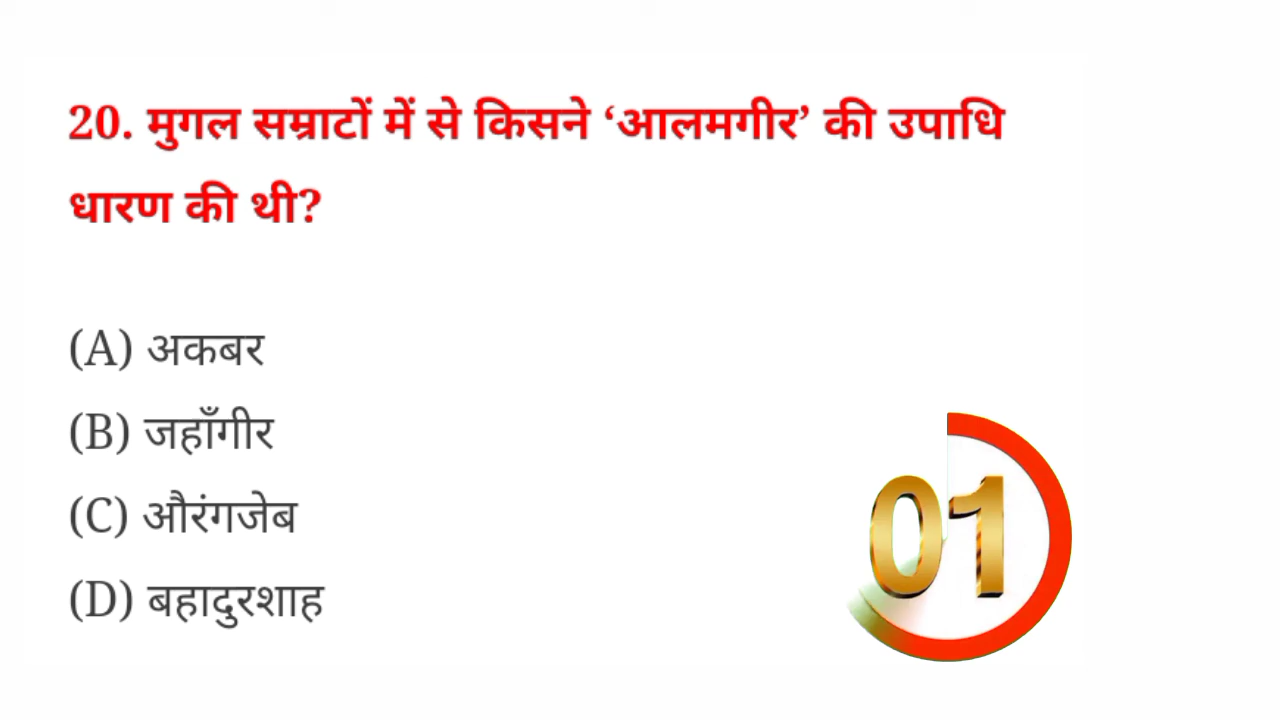 20. मुगल सम्राटों में से किसने ‘आलमगीर’ की उपाधि
धारण की थी?
(A) अकबर
(B) जहाँगीर
(C) औरंगजेब
(D) बहादुरशाह
01